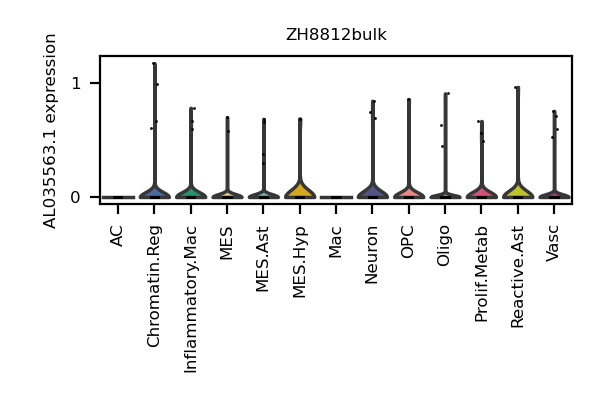 ZH8812bulk
AL035563.1 expression
1
0
AC
Chromatin.Reg
Inflammatory.Mac
MES
MES.Ast
MES.Hyp
Mac
Neuron
OPC
Oligo
Prolif.Metab
Reactive.Ast
Vasc